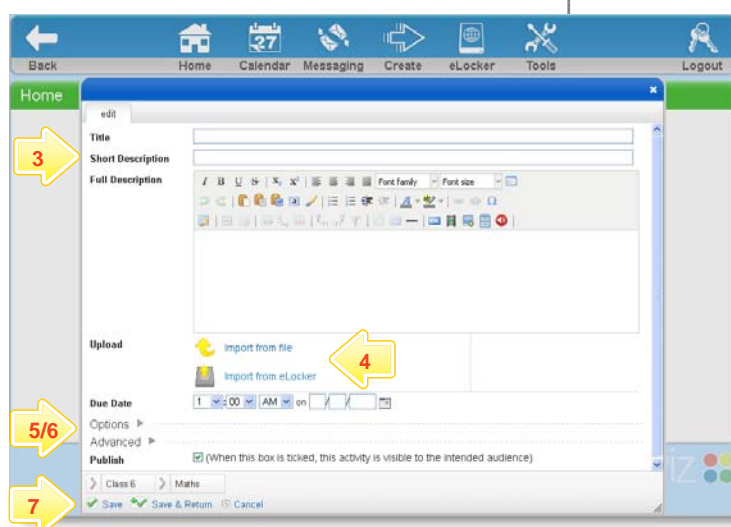 Back Home Calendar Messaging Create eLocker Tools Logout
27
Home
edit
Title
3
Short Description
Full Description
I B U S X₂ X² Font family Font size
Upload
Import from file
4
Import from eLocker
Due Date 1 : 00 AM on / /
5/6
Options
Advanced
Publish (When this box is ticked, this activity is visible to the intended audience)
Class 6 Maths
7
Save Save & Return Cancel